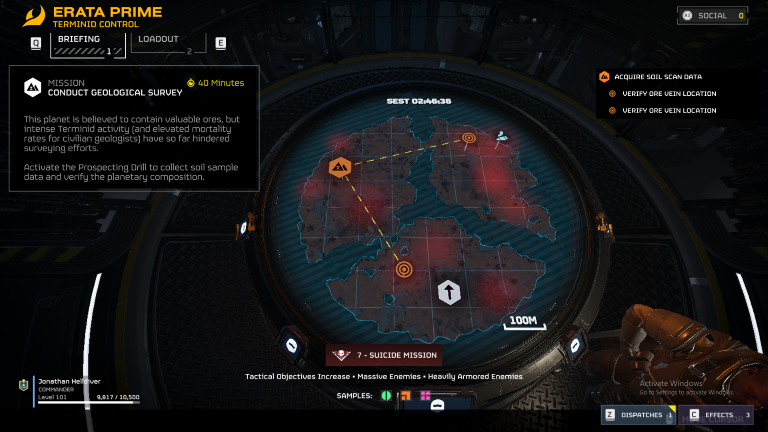 ERATA PRIME
TERMINID CONTROL
SOCIAL 0
Q
BRIEFING
1
LOADOUT
2
E
MISSION
40 Minutes
CONDUCT GEOLOGICAL SURVEY
This planet is believed to contain valuable ores, but
intense Terminid activity (and elevated mortality
rates for civilian geologists) have so far hindered
surveying efforts.
Activate the Prospecting Drill to collect soil sample
data and verify the planetary composition.
ACQUIRE SOIL SCAN DATA
VERIFY ORE VEIN LOCATION
VERIFY ORE VEIN LOCATION
SEST 02:46:36
100M
7 - SUICIDE MISSION
Tactical Objectives Increase • Massive Enemies • Heavily Armored Enemies
SAMPLES:
Jonathan Helldiver
COMMANDER
Level 101
9,817 / 10,500
Activate Windows
Go to Settings to activate Windows.
Z DISPATCHES 1
C EFFECTS 3
MOVE CURSOR